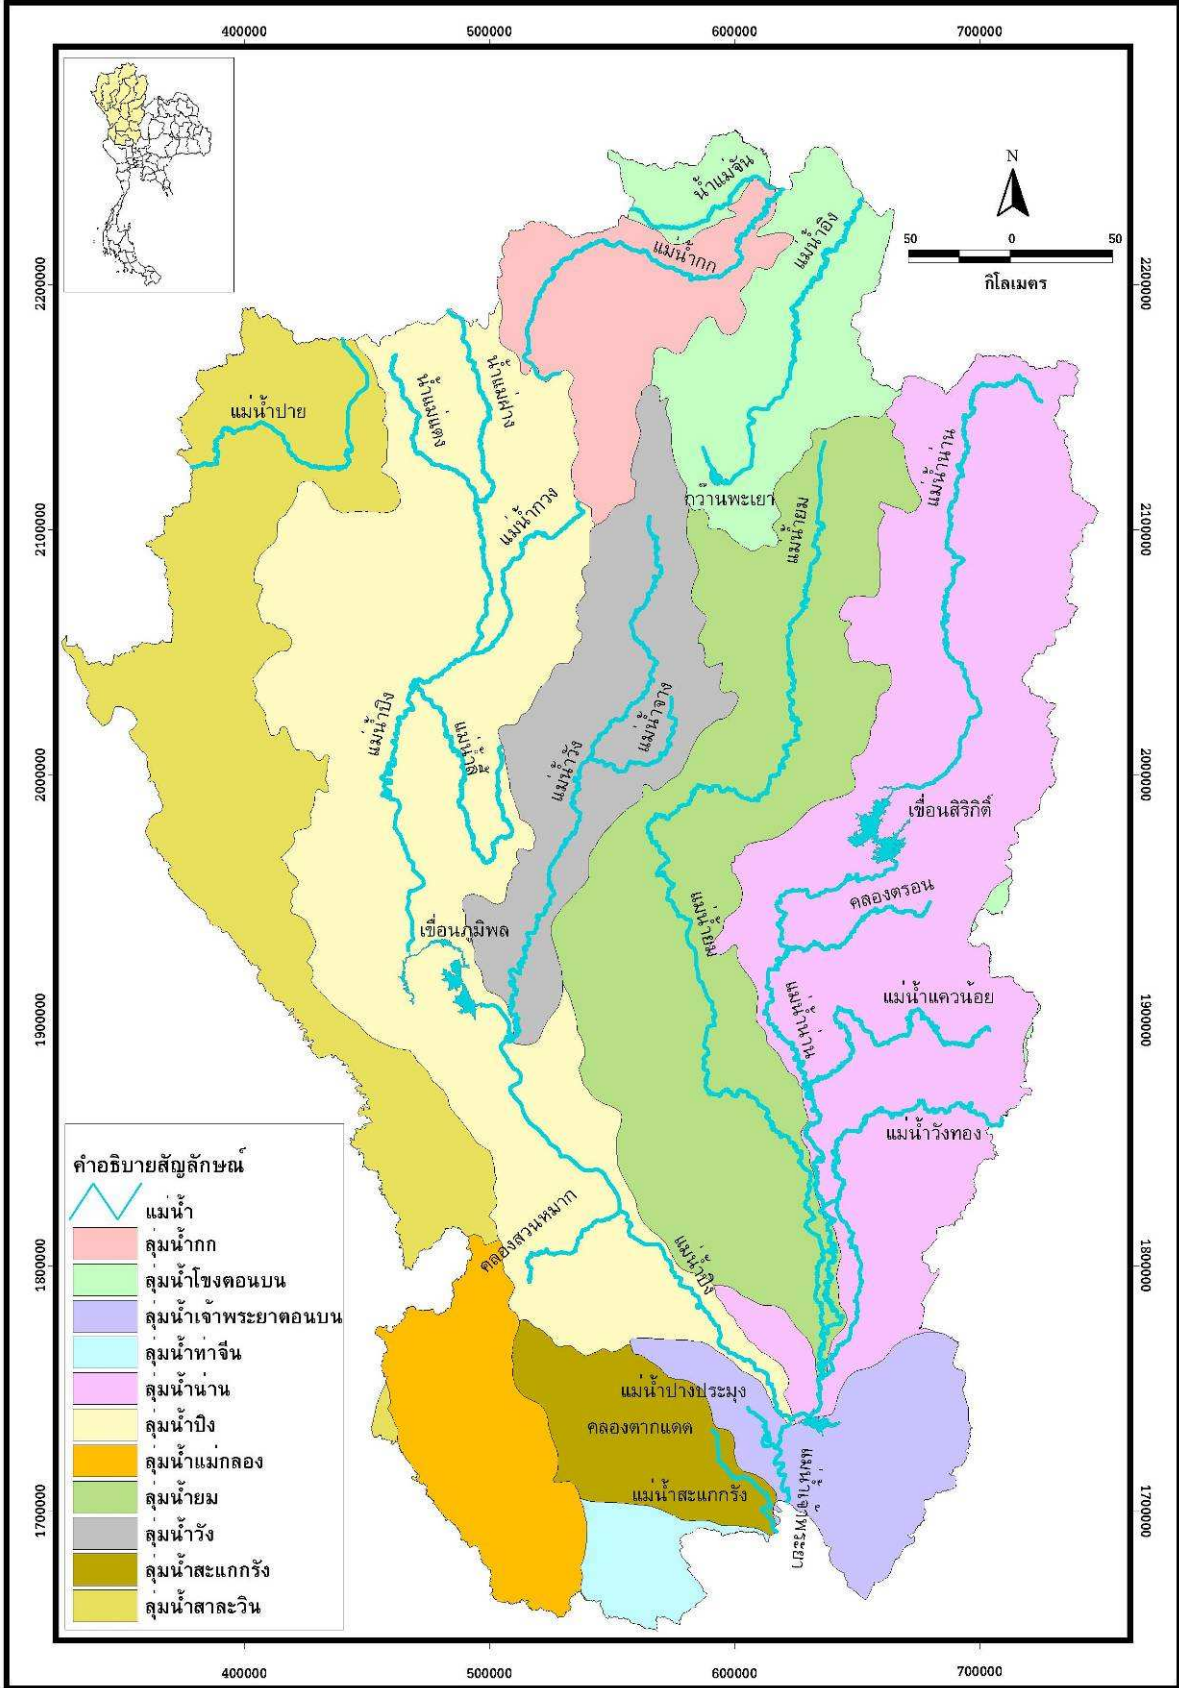 400000
500000
600000
700000
N
50
0
50
กิโลเมตร
2200000
2200000
น้ำแม่จัน
แม่น้ำกก
แม่น้ำอิง
น้ำแม่ฝาง
น้ำแม่แตง
แม่น้ำปาย
แม่น้ำน่าน
กว๊านพะเยา
แม่น้ำกวง
แม่น้ำยม
2100000
2100000
แม่น้ำปิง
แม่น้ำลี้
แม่น้ำวัง
แม่น้ำจาง
2000000
2000000
เขื่อนสิริกิติ์
คลองตรอน
แม่น้ำยม
เขื่อนภูมิพล
แม่น้ำน่าน
แม่น้ำแควน้อย
1900000
1900000
แม่น้ำวังทอง
คลองสวนหมาก
แม่น้ำปิง
1800000
1800000
แม่น้ำปางประมุง
คลองตากแดด
แม่น้ำสะแกกรัง
แม่น้ำเจ้าพระยา
1700000
1700000
คำอธิบายสัญลักษณ์
แม่น้ำ
ลุ่มน้ำกก
ลุ่มน้ำโขงตอนบน
ลุ่มน้ำเจ้าพระยาตอนบน
ลุ่มน้ำท่าจีน
ลุ่มน้ำน่าน
ลุ่มน้ำปิง
ลุ่มน้ำแม่กลอง
ลุ่มน้ำยม
ลุ่มน้ำวัง
ลุ่มน้ำสะแกกรัง
ลุ่มน้ำสาละวิน
400000
500000
600000
700000